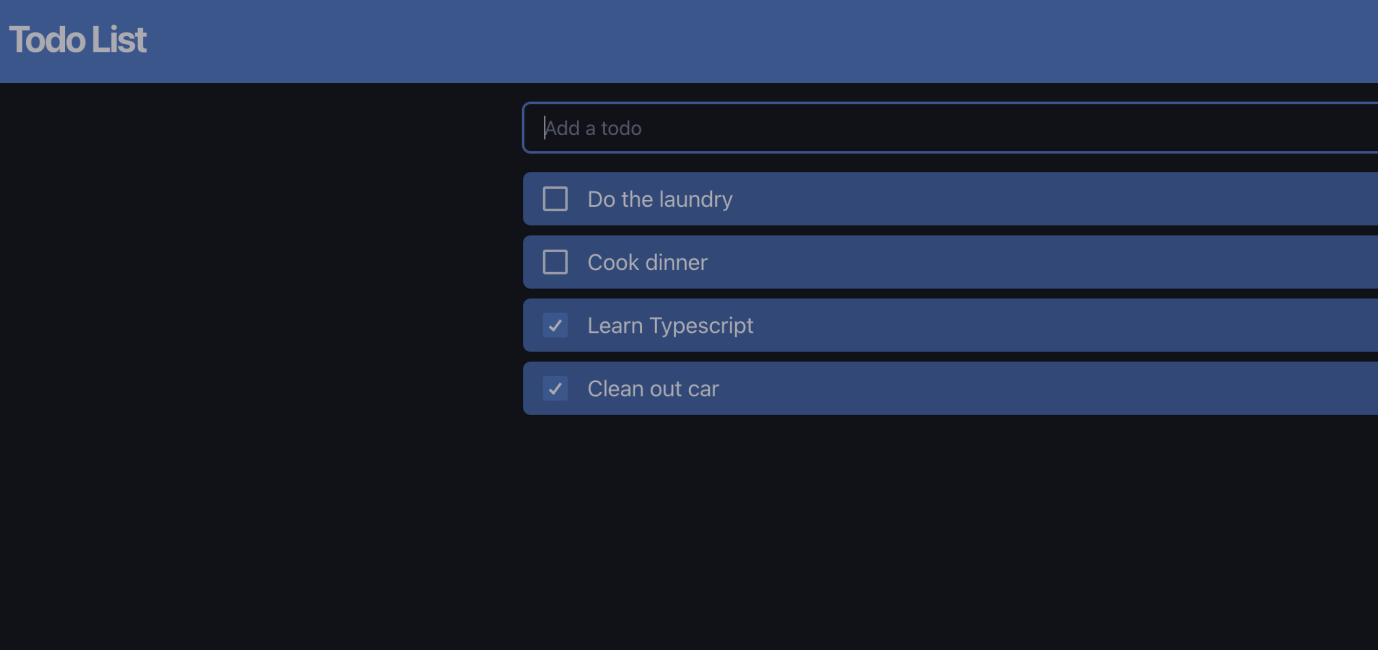 Todo List
Add a todo
Do the laundry
Cook dinner
Learn Typescript
Clean out car